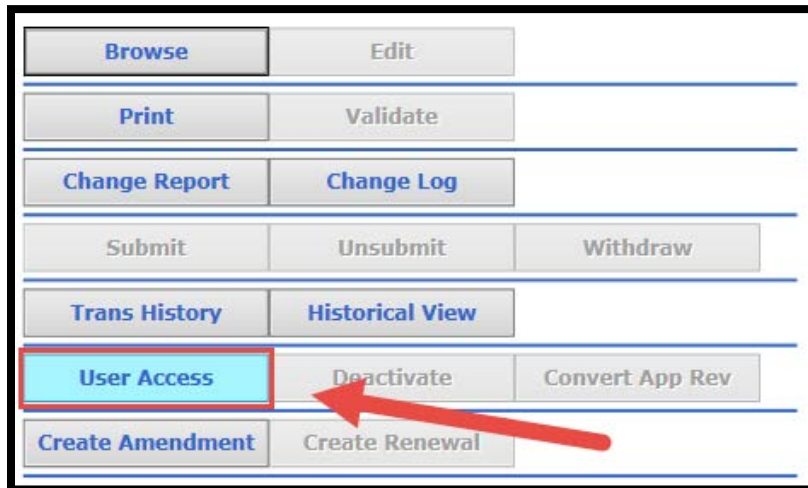 Browse Edit
Print Validate
Change Report Change Log
Submit Unsubmit Withdraw
Trans History Historical View
User Access Deactivate Convert App Rev
Create Amendment Create Renewal